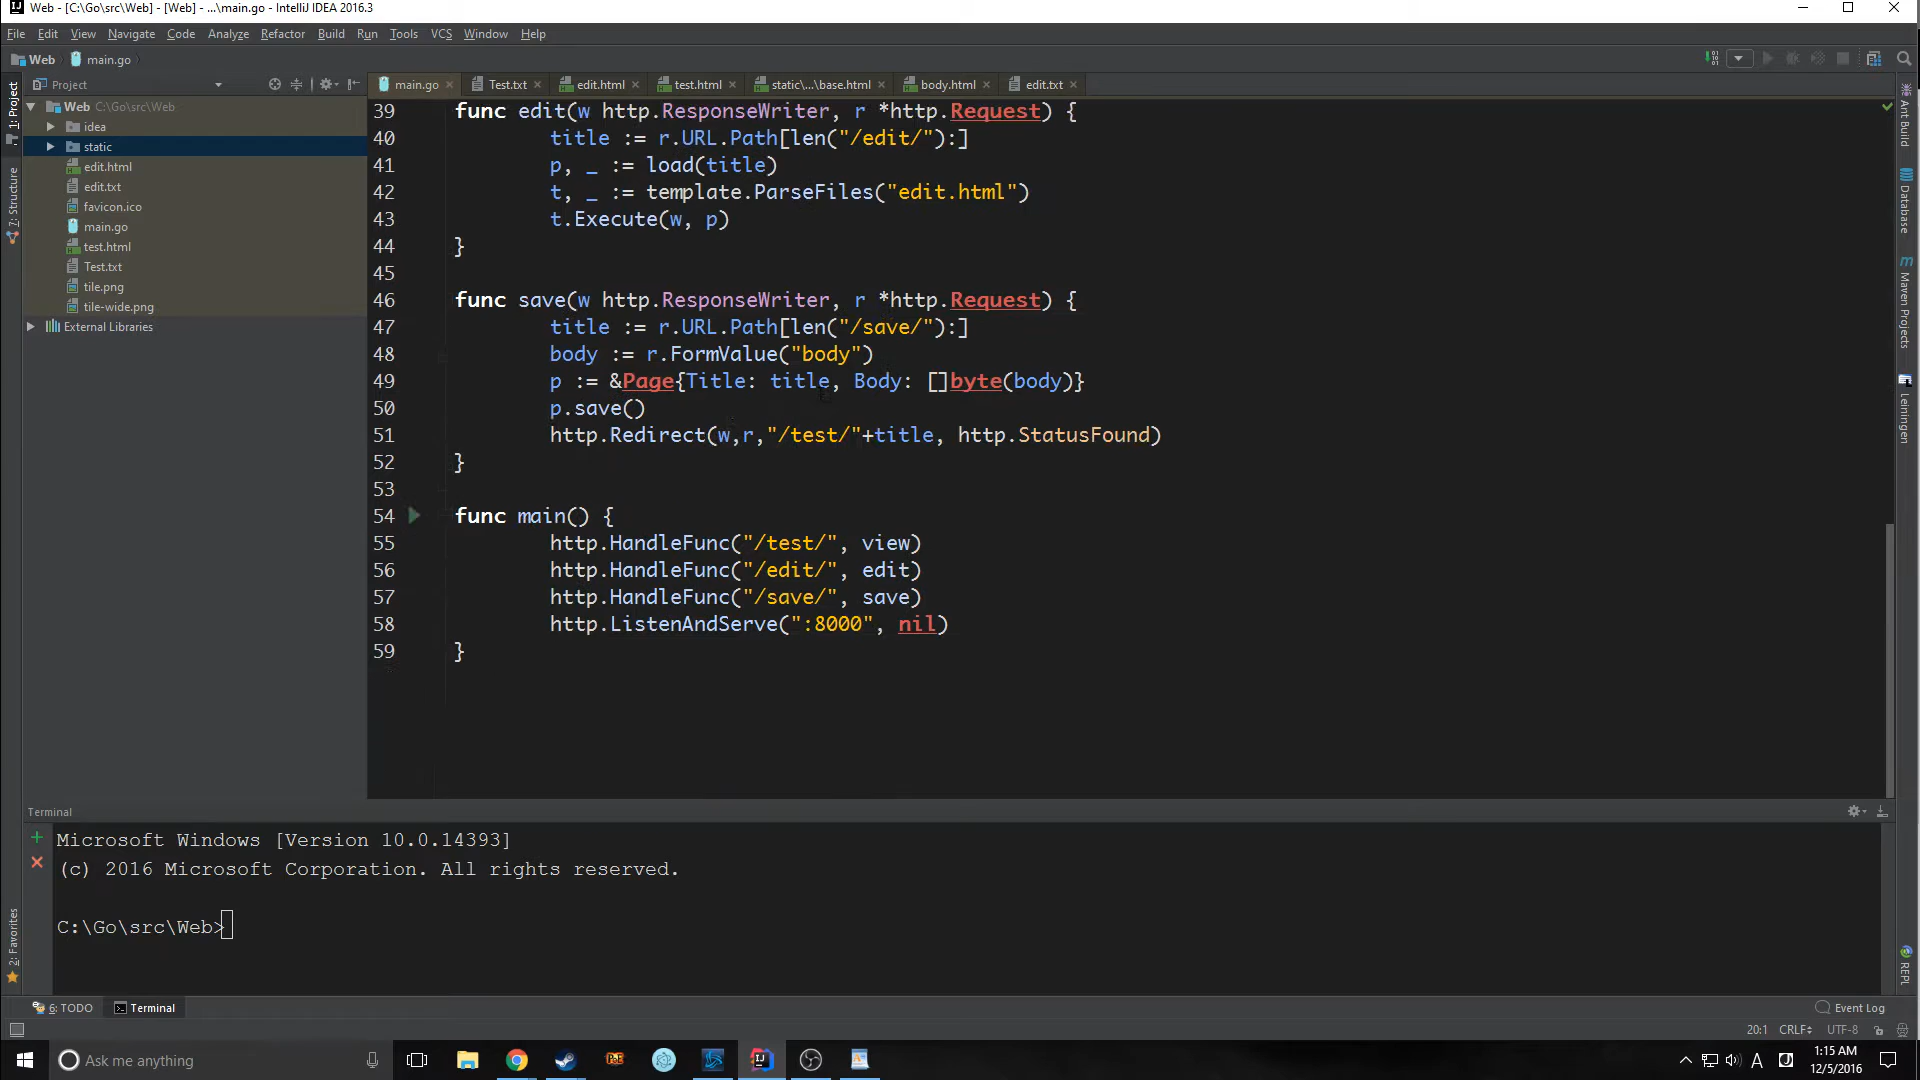 Web - [C:\Go\src\Web] - [Web] - ...\main.go - IntelliJ IDEA 2016.3
File Edit View Navigate Code Analyze Refactor Build Run Tools VCS Window Help
Web main.go
Project
main.go Test.txt edit.html test.html static\...\base.html body.html edit.txt
1: Project
7: Structure
2: Favorites
Web C:\Go\src\Web
idea
static
edit.html
edit.txt
favicon.ico
main.go
test.html
Test.txt
tile.png
tile-wide.png
External Libraries
39 func edit(w http.ResponseWriter, r *http.Request) {
40 title := r.URL.Path[len("/edit/"):]
41 p, _ := load(title)
42 t, _ := template.ParseFiles("edit.html")
43 t.Execute(w, p)
44 }
45
46 func save(w http.ResponseWriter, r *http.Request) {
47 title := r.URL.Path[len("/save/"):]
48 body := r.FormValue("body")
49 p := &Page{Title: title, Body: []byte(body)}
50 p.save()
51 http.Redirect(w,r,"/test/"+title, http.StatusFound)
52 }
53
54 func main() {
55 http.HandleFunc("/test/", view)
56 http.HandleFunc("/edit/", edit)
57 http.HandleFunc("/save/", save)
58 http.ListenAndServe(":8000", nil)
59 }
Ant Build
Database
Maven Projects
Leiningen
REPL
Terminal
Microsoft Windows [Version 10.0.14393]
(c) 2016 Microsoft Corporation. All rights reserved.
C:\Go\src\Web>
6: TODO Terminal Event Log
20:1 CRLF UTF-8
Ask me anything
1:15 AM
12/5/2016